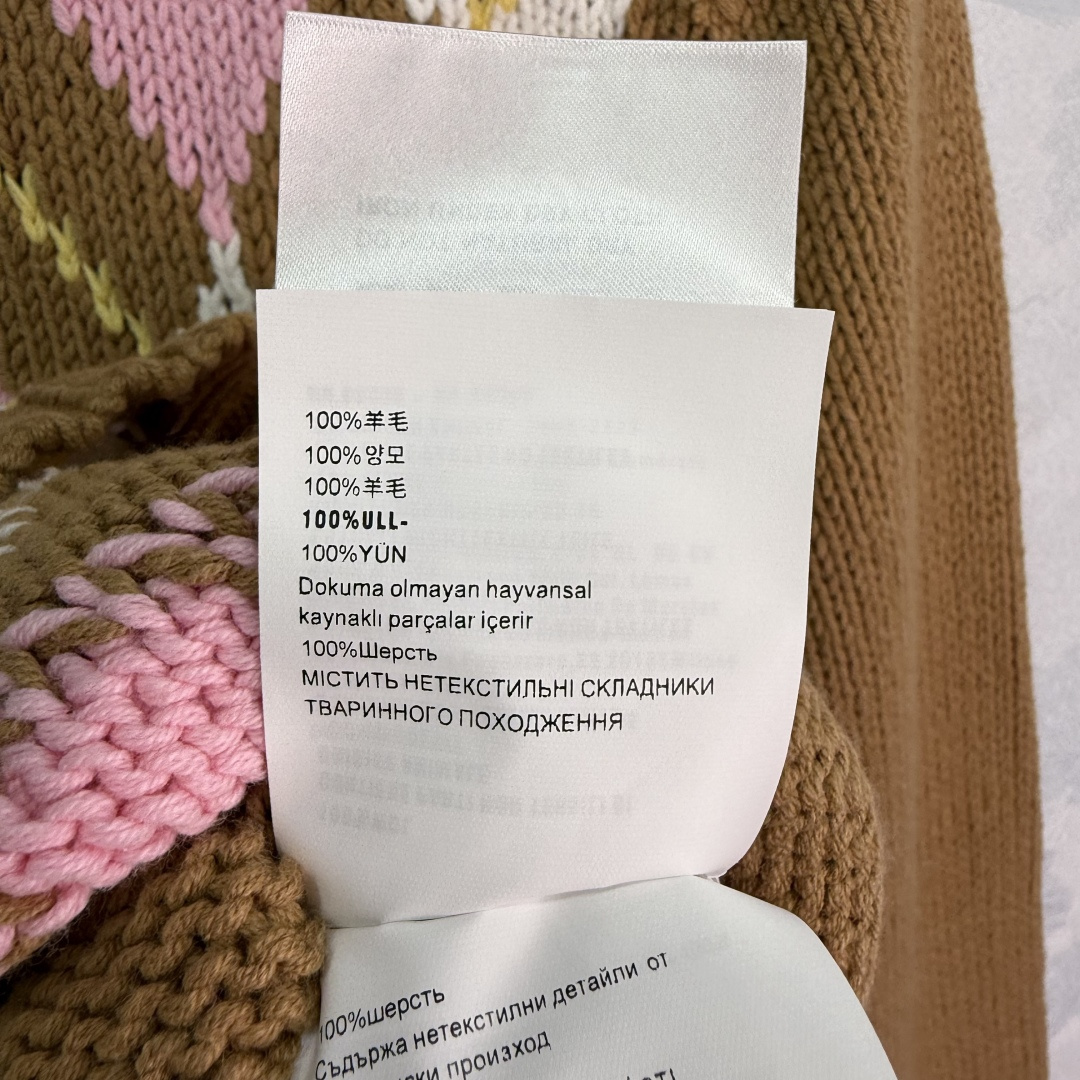 100%羊毛
100%양모
100%羊毛
100%ULL-
100%YÜN
Dokuma olmayan hayvansal
kaynaklı parçalar içerir
100%Шерсть
МІСТИТЬ НЕТЕКСТИЛЬНІ СКЛАДНИКИ
ТВАРИННОГО ПОХОДЖЕННЯ
100%шерсть
Съдържа нетекстилни детайли от
произход